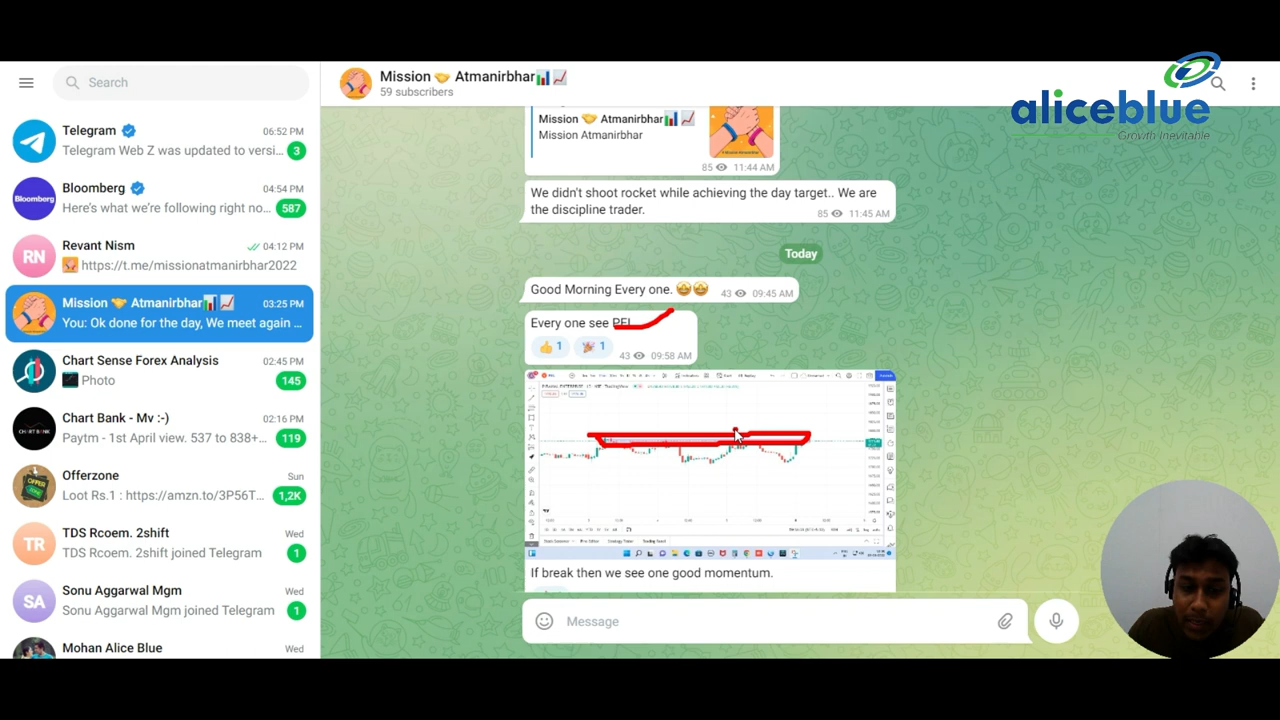 Search
Telegram 06:52 PM
Telegram Web Z was updated to versi... 3
Bloomberg 04:54 PM
Here's what we're following right no... 587
Bloomberg
RN
Revant Nism 04:12 PM
https://t.me/missionatmanirbhar2022
Mission 🤝 Atmanirbhar📊📈 03:25 PM
You: Ok done for the day, We meet again ...
Chart Sense Forex Analysis 02:45 PM
Photo 145
Chart Bank - Mv :-) 02:16 PM
Paytm - 1st April view. 537 to 838+... 119
CHART BANK
Offerzone Sun
Loot Rs.1 : https://amzn.to/3P56T... 1,2K
TR
TDS Rcoem. 2shift Wed
TDS Rcoem. 2shift joined Telegram 1
SA
Sonu Aggarwal Mgm Wed
Sonu Aggarwal Mgm joined Telegram 1
Mohan Alice Blue Wed
Mission 🤝 Atmanirbhar📊📈
59 subscribers
aliceblue
Growth Inevitable
Mission 🤝 Atmanirbhar📊📈
Mission Atmanirbhar
85 11:44 AM
We didn't shoot rocket while achieving the day target.. We are
the discipline trader. 85 11:45 AM
Today
Good Morning Every one. 🤩🤩 43 09:45 AM
Every one see PEL
👍 1 🎉 1 43 09:58 AM
If break then we see one good momentum.
Message